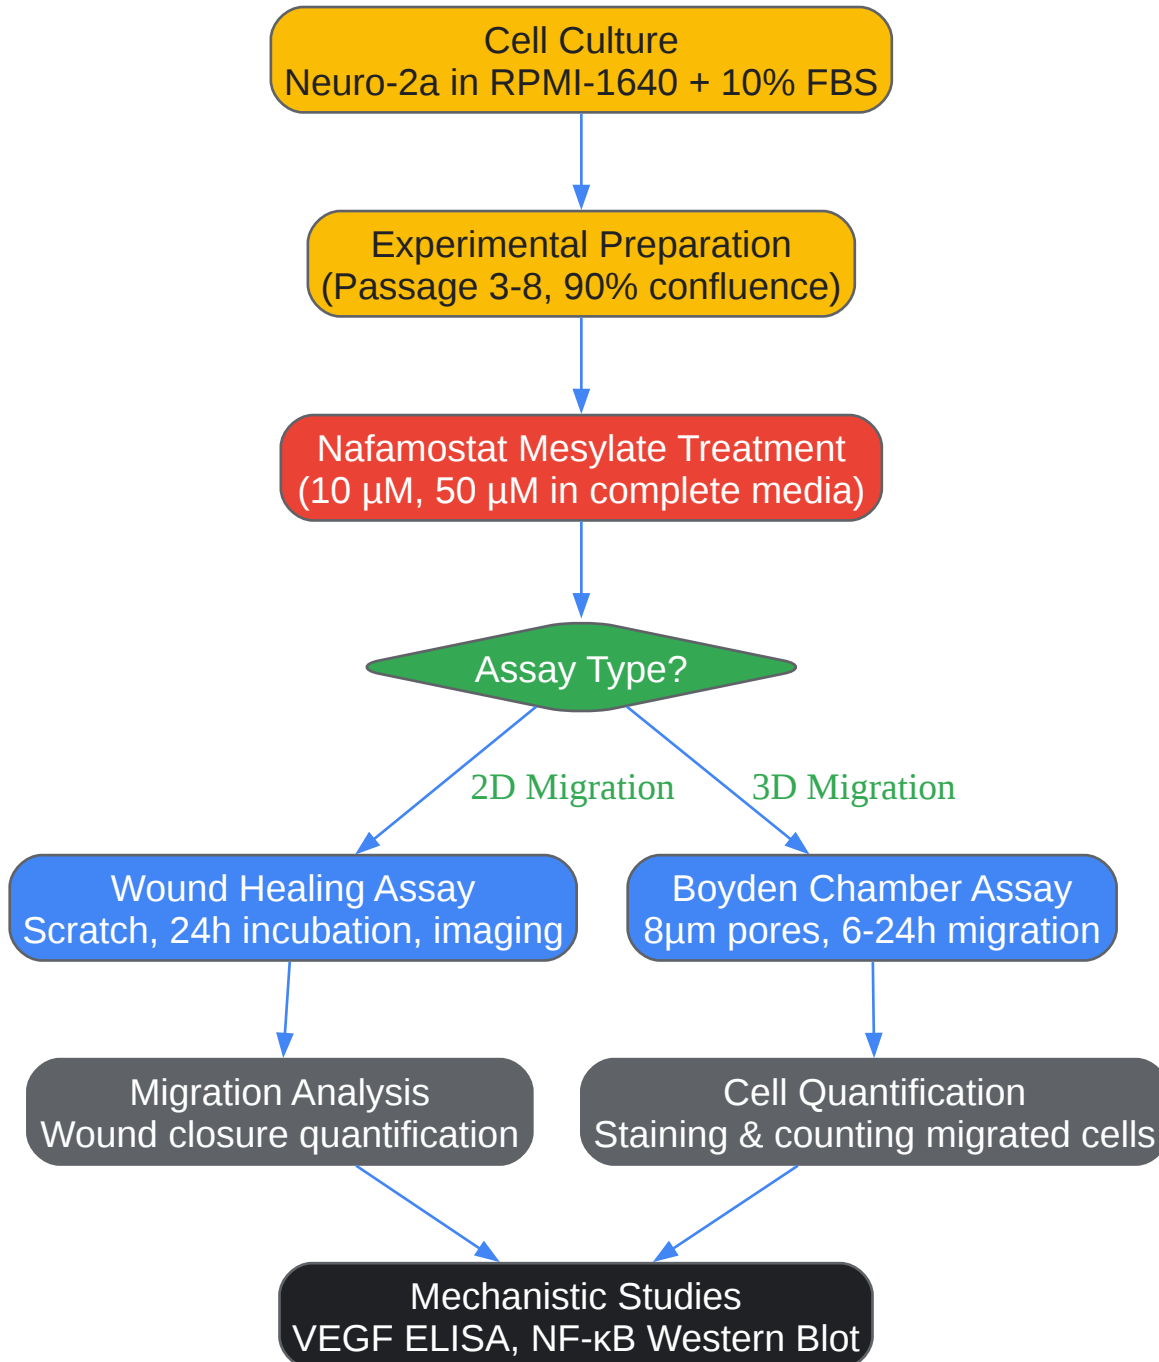 Cell Culture
Neuro-2a in RPMI-1640 + 10% FBS
Experimental Preparation
(Passage 3-8, 90% confluence)
Nafamostat Mesylate Treatment
(10 µM, 50 µM in complete media)
Assay Type?
2D Migration
3D Migration
Wound Healing Assay
Scratch, 24h incubation, imaging
Boyden Chamber Assay
8µm pores, 6-24h migration
Migration Analysis
Wound closure quantification
Cell Quantification
Staining & counting migrated cells
Mechanistic Studies
VEGF ELISA, NF-κB Western Blot